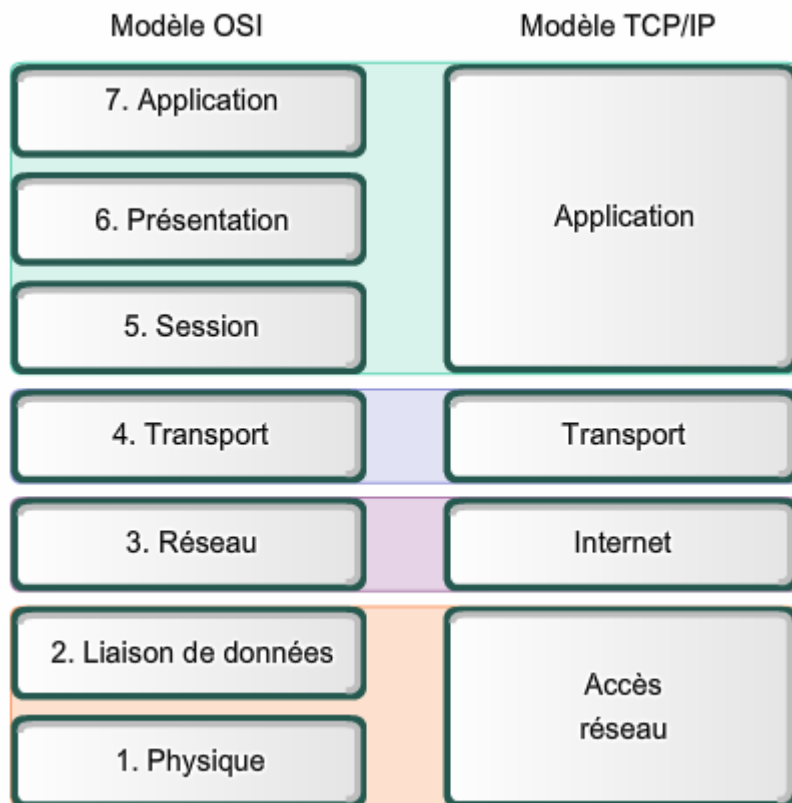 Modèle OSI
Modèle TCP/IP
7. Application
6. Présentation
5. Session
Application
4. Transport
Transport
3. Réseau
Internet
2. Liaison de données
1. Physique
Accès
réseau